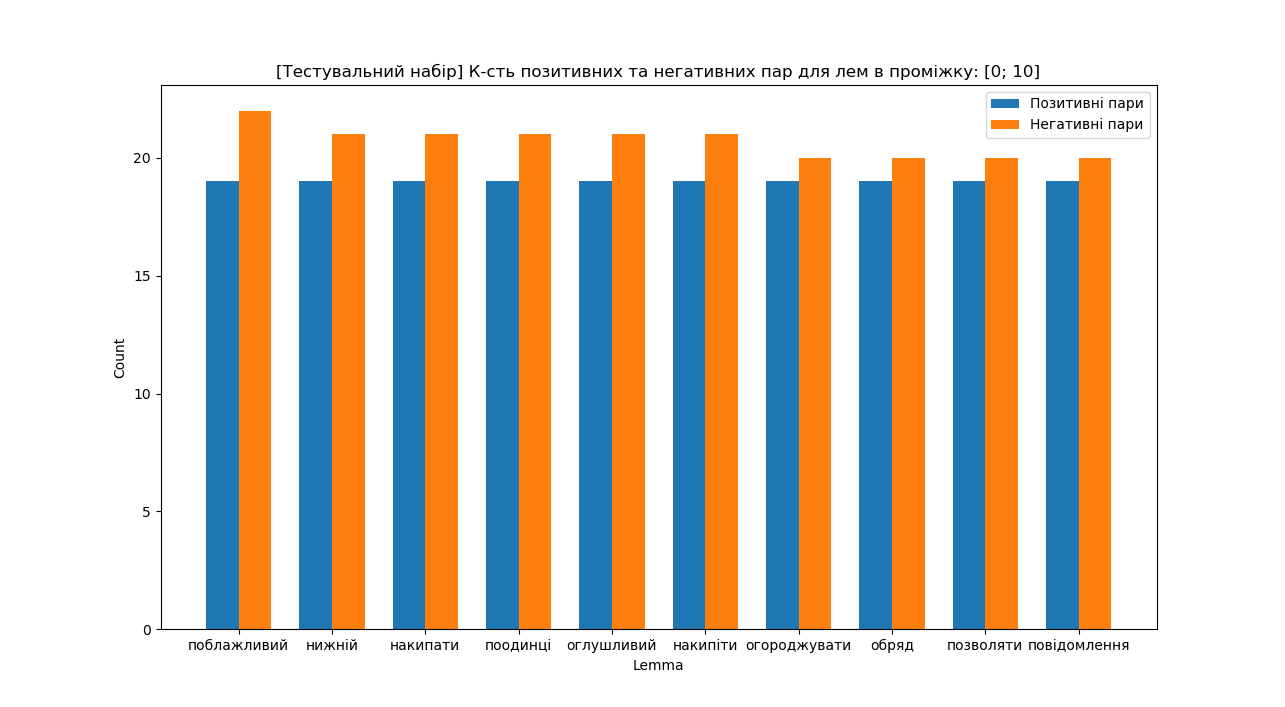 [Тестувальний набір] К-сть позитивних та негативних пар для лем в проміжку: [0; 10]
Позитивні пари
Негативні пари
20
15
10
5
0
Count
поблажливий нижній накипати поодинці оглушливий накипіти огороджувати обряд позволяти повідомлення
Lemma